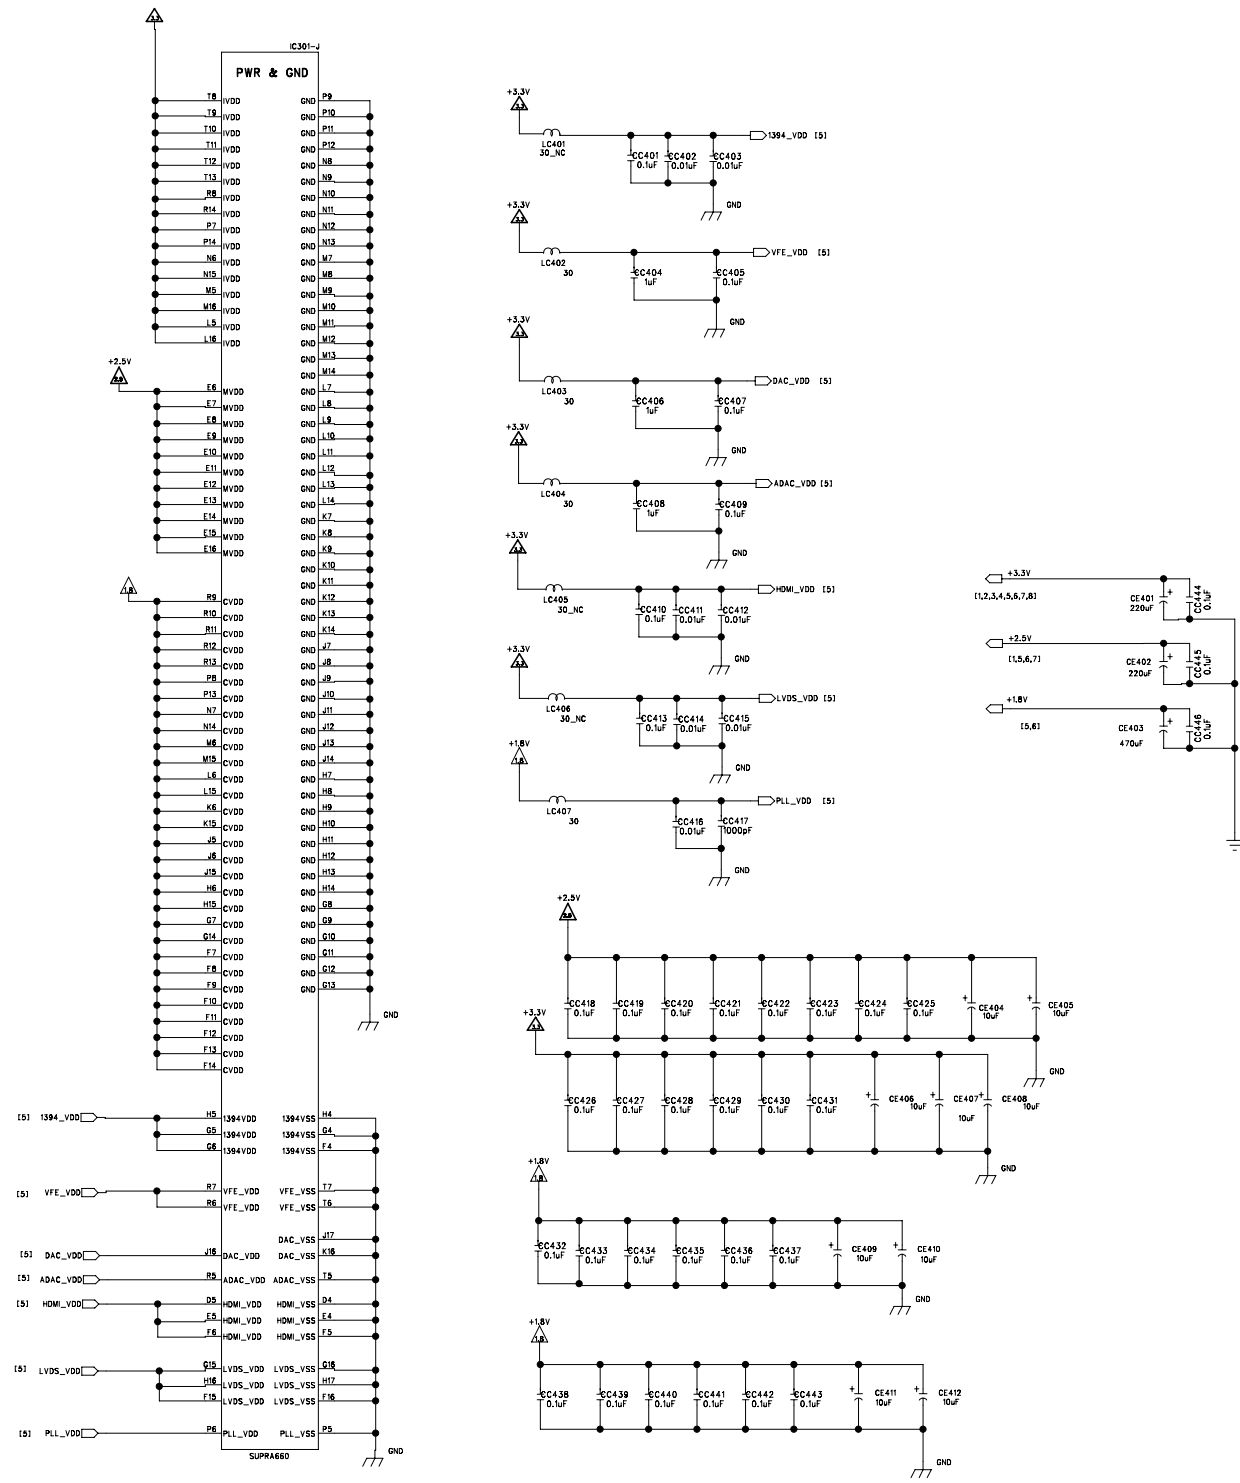 3.3
IC301-J
PWR & GND
T8 IVDD GND P9
T9 IVDD GND P10
T10 IVDD GND P11
T11 IVDD GND P12
T12 IVDD GND N8
T13 IVDD GND N9
R8 IVDD GND N10
R14 IVDD GND N11
P7 IVDD GND N12
P14 IVDD GND N13
N6 IVDD GND M7
N15 IVDD GND M8
M5 IVDD GND M9
M16 IVDD GND M10
L5 IVDD GND M11
L16 IVDD GND M12
GND M13
+2.5V
2.5
GND M14
E6 MVDD GND L7
E7 MVDD GND L8
E8 MVDD GND L9
E9 MVDD GND L10
E10 MVDD GND L11
E11 MVDD GND L12
E12 MVDD GND L13
E13 MVDD GND L14
E14 MVDD GND K7
E15 MVDD GND K8
E16 MVDD GND K9
GND K10
1.8
GND K11
R9 CVDD GND K12
R10 CVDD GND K13
R11 CVDD GND K14
R12 CVDD GND J7
R13 CVDD GND J8
P8 CVDD GND J9
P13 CVDD GND J10
N7 CVDD GND J11
N14 CVDD GND J12
M6 CVDD GND J13
M15 CVDD GND J14
L6 CVDD GND H7
L15 CVDD GND H8
K6 CVDD GND H9
K15 CVDD GND H10
J5 CVDD GND H11
J6 CVDD GND H12
J15 CVDD GND H13
H6 CVDD GND H14
H15 CVDD GND G8
G7 CVDD GND G9
G14 CVDD GND G10
F7 CVDD GND G11
F8 CVDD GND G12
F9 CVDD GND G13
F10 CVDD
F11 CVDD
GND
F12 CVDD
F13 CVDD
F14 CVDD
[5] 1394_VDD H5 1394VDD 1394VSS H4
G5 1394VDD 1394VSS G4
G6 1394VDD 1394VSS F4
[5] VFE_VDD R7 VFE_VDD VFE_VSS T7
R6 VFE_VDD VFE_VSS T6
DAC_VSS J17
[5] DAC_VDD J16 DAC_VDD DAC_VSS K16
[5] ADAC_VDD R5 ADAC_VDD ADAC_VSS T5
[5] HDMI_VDD D5 HDMI_VDD HDMI_VSS D4
E5 HDMI_VDD HDMI_VSS E4
F6 HDMI_VDD HDMI_VSS F5
[5] LVDS_VDD G15 LVDS_VDD LVDS_VSS G16
H16 LVDS_VDD LVDS_VSS H17
F15 LVDS_VDD LVDS_VSS F16
[5] PLL_VDD P6 PLL_VDD PLL_VSS P5
GND
SUPRA660
+3.3V
3.3
1394_VDD [5]
LC401
30_NC
CC401 CC402 CC403
0.1uF 0.01uF 0.01uF
GND
+3.3V
3.3
VFE_VDD [5]
LC402
30
CC404 CC405
1uF 0.1uF
GND
+3.3V
3.3
DAC_VDD [5]
LC403
30
CC406 CC407
1uF 0.1uF
GND
+3.3V
3.3
ADAC_VDD [5]
LC404
30
CC408 CC409
1uF 0.1uF
GND
+3.3V
3.3
HDMI_VDD [5]
LC405
30_NC
CC410 CC411 CC412
0.1uF 0.01uF 0.01uF
GND
+3.3V
3.3
LVDS_VDD [5]
LC406
30_NC
CC413 CC414 CC415
0.1uF 0.01uF 0.01uF
GND
+1.8V
1.8
PLL_VDD [5]
LC407
30
CC416 CC417
0.01uF 1000pF
GND
+3.3V
[1,2,3,4,5,6,7,8]
CE401 +
220uF
CC444
0.1uF
+2.5V
[1,5,6,7]
CE402 +
220uF
CC445
0.1uF
+1.8V
[5,6]
CE403 +
470uF
CC446
0.1uF
+2.5V
2.5
CC418 CC419 CC420 CC421 CC422 CC423 CC424 CC425 + CE404 + CE405
0.1uF 0.1uF 0.1uF 0.1uF 0.1uF 0.1uF 0.1uF 0.1uF 10uF 10uF
GND
+3.3V
3.3
CC426 CC427 CC428 CC429 CC430 CC431 + CE406 + CE407 + CE408
0.1uF 0.1uF 0.1uF 0.1uF 0.1uF 0.1uF 10uF 10uF 10uF
GND
+1.8V
1.8
CC432 CC433 CC434 CC435 CC436 CC437 + CE409 + CE410
0.1uF 0.1uF 0.1uF 0.1uF 0.1uF 0.1uF 10uF 10uF
GND
+1.8V
1.8
CC438 CC439 CC440 CC441 CC442 CC443 + CE411 + CE412
0.1uF 0.1uF 0.1uF 0.1uF 0.1uF 0.1uF 10uF 10uF
GND